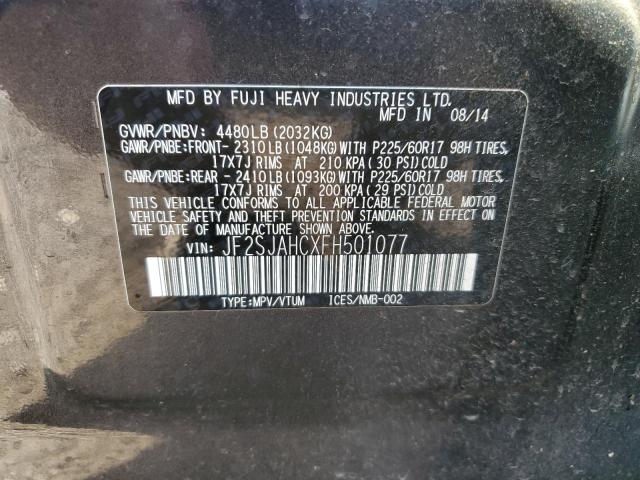 MFD BY FUJI HEAVY INDUSTRIES LTD.
MFD IN 08/14
GVWR/PNBV: 4480LB(2032KG)
GAWR/PNBE:FRONT- 2310LB(1048KG)WITH P225/60R17 98H TIRES,
17X7J RIMS AT 210 KPA(30 PSI)COLD
GAWR/PNBE:REAR - 2410LB(1093KG)WITH P225/60R17 98H TIRES,
17X7J RIMS AT 200 KPA(29 PSI)COLD
THIS VEHICLE CONFORMS TO ALL APPLICABLE FEDERAL MOTOR
VEHICLE SAFETY AND THEFT PREVENTION STANDARDS IN EFFECT ON
THE DATE OF MANUFACTURE SHOWN ABOVE.
VIN: JF2SJAHCXFH501077
TYPE:MPV/VTUM ICES/NMB-002